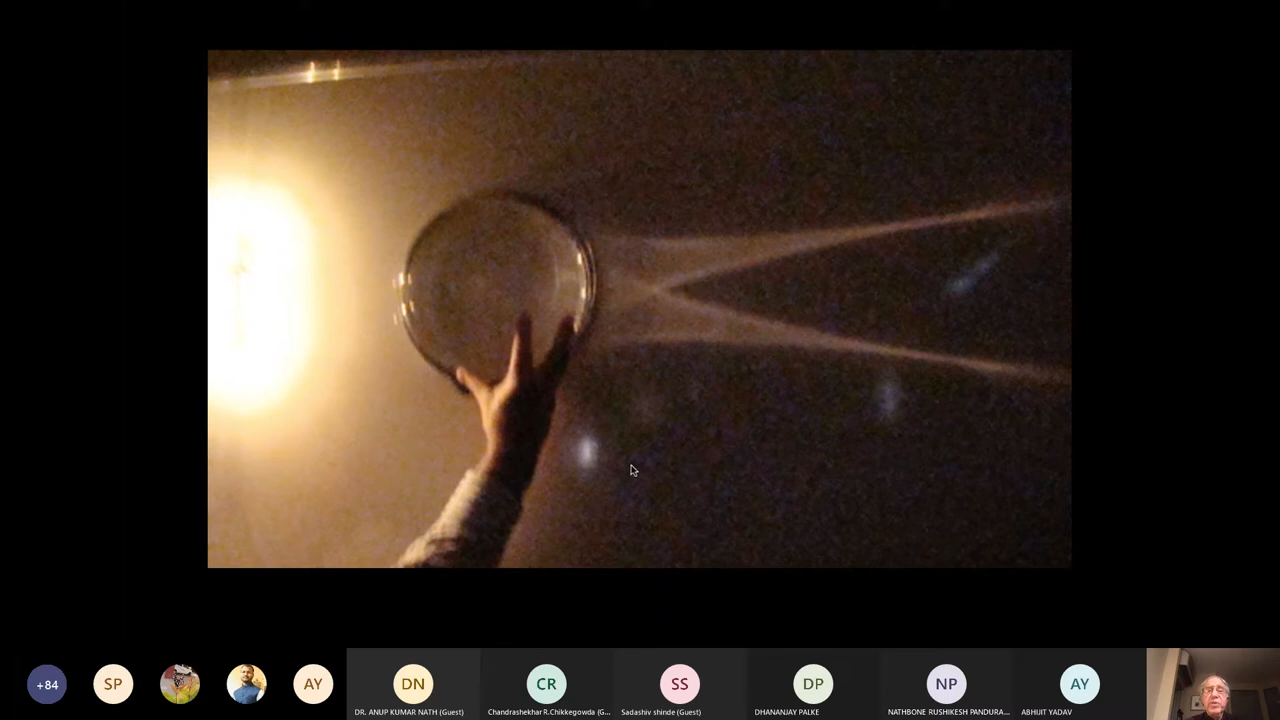 +84
SP
AY
DN
CR
SS
DP
NP
AY
DR. ANUP KUMAR NATH (Guest)
Chandrashekhar R.Chikkegowda (G...
Sadashiv shinde (Guest)
DHANANJAY PALKE
NATHBONE RUSHIKESH PANDURA...
ABHIJIT YADAV